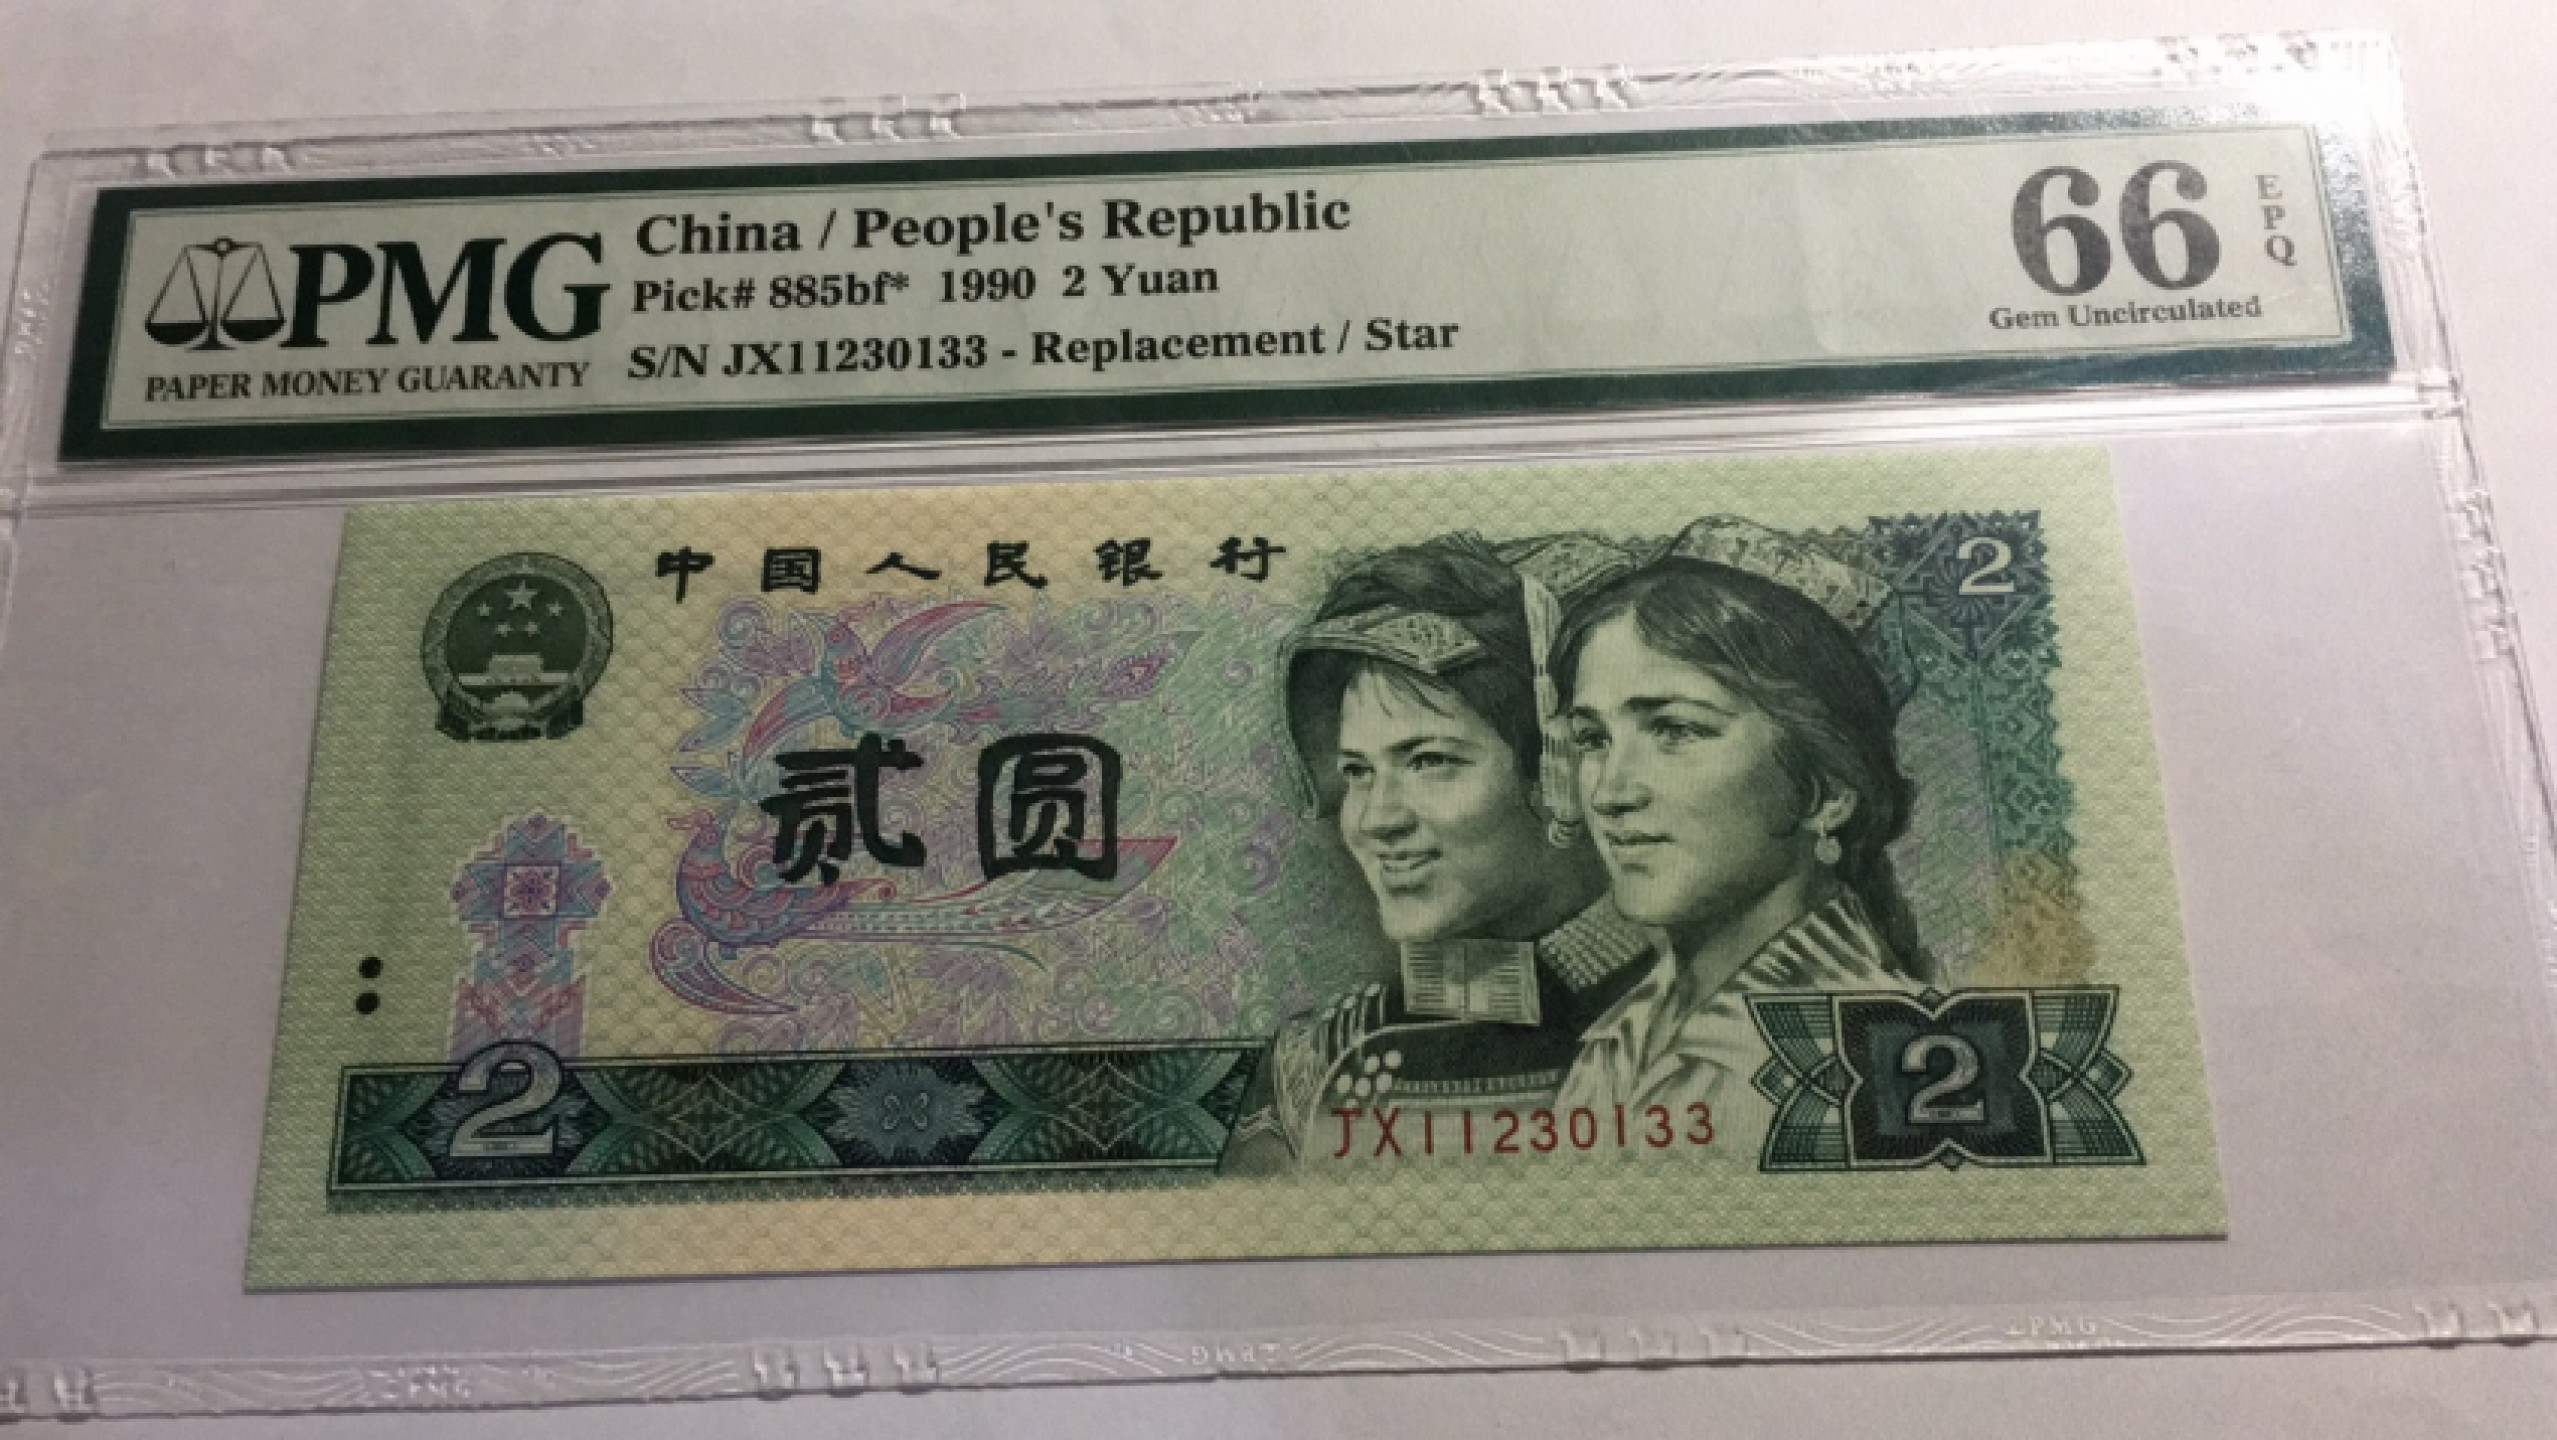 PMG
PAPER MONEY GUARANTY
China / People's Republic
Pick# 885bf* 1990 2 Yuan
S/N JX11230133 - Replacement / Star
66
EPQ
Gem Uncirculated
中国人民银行
2
贰圆
2
JX11230133
2
PMG